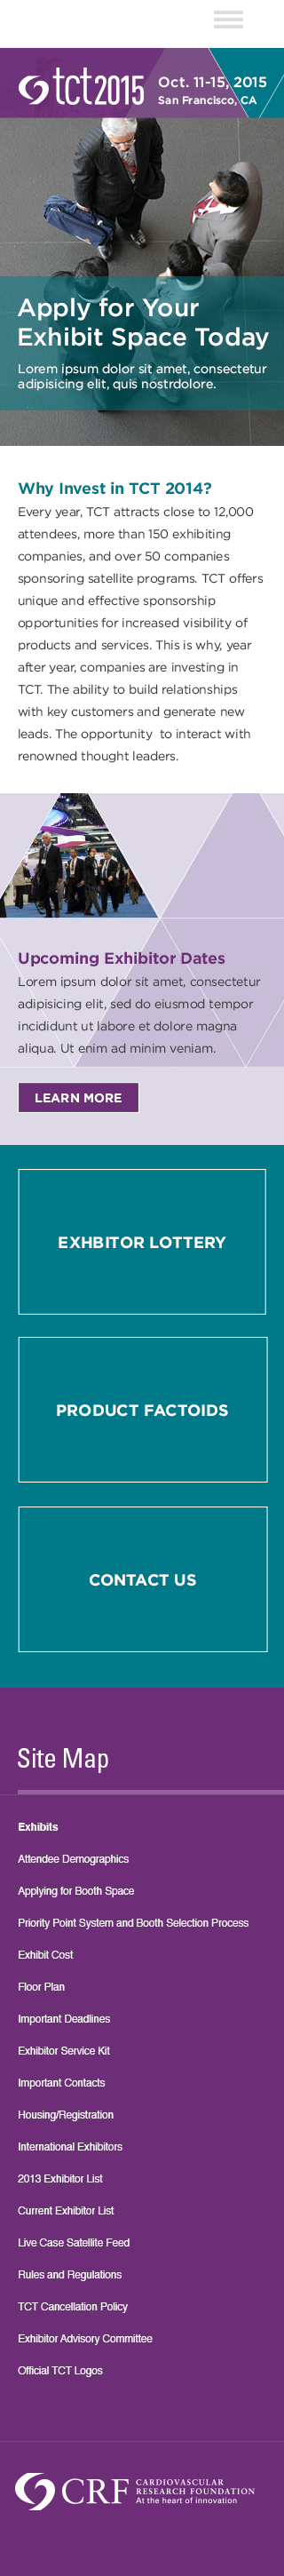 tct2015
Oct. 11-15, 2015
San Francisco, CA
Apply for Your
Exhibit Space Today
Lorem ipsum dolor sit amet, consectetur
adipisicing elit, quis nostrdolore.
Why Invest in TCT 2014?
Every year, TCT attracts close to 12,000
attendees, more than 150 exhibiting
companies, and over 50 companies
sponsoring satellite programs. TCT offers
unique and effective sponsorship
opportunities for increased visibility of
products and services. This is why, year
after year, companies are investing in
TCT. The ability to build relationships
with key customers and generate new
leads. The opportunity  to interact with
renowned thought leaders.
Upcoming Exhibitor Dates
Lorem ipsum dolor sit amet, consectetur
adipisicing elit, sed do eiusmod tempor
incididunt ut labore et dolore magna
aliqua. Ut enim ad minim veniam.
LEARN MORE
EXHBITOR LOTTERY
PRODUCT FACTOIDS
CONTACT US
Site Map
Exhibits
Attendee Demographics
Applying for Booth Space
Priority Point System and Booth Selection Process
Exhibit Cost
Floor Plan
Important Deadlines
Exhibitor Service Kit
Important Contacts
Housing/Registration
International Exhibitors
2013 Exhibitor List
Current Exhibitor List
Live Case Satellite Feed
Rules and Regulations
TCT Cancellation Policy
Exhibitor Advisory Committee
Official TCT Logos
CRF
CARDIOVASCULAR
RESEARCH FOUNDATION
At the heart of innovation